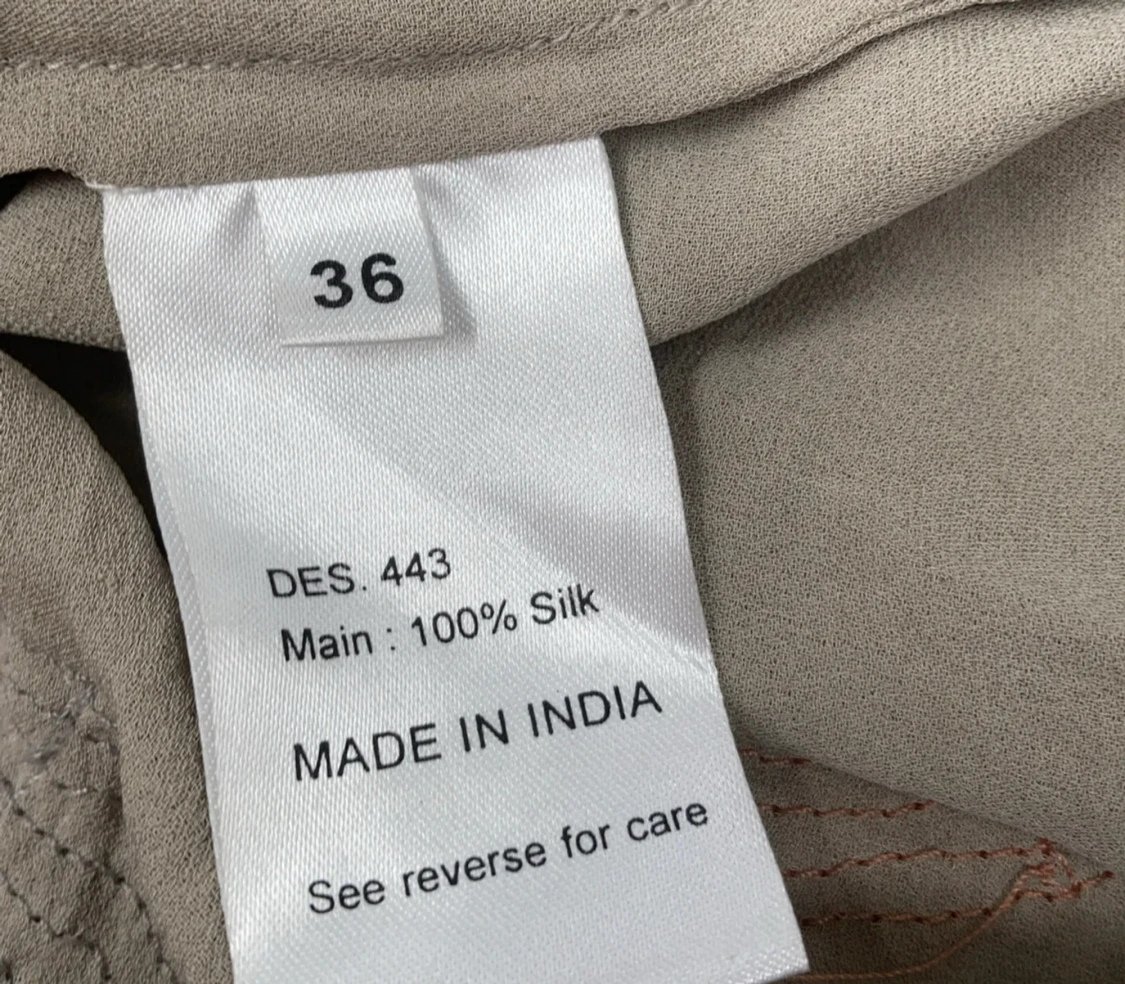 36
DES. 443
Main : 100% Silk
MADE IN INDIA
See reverse for care